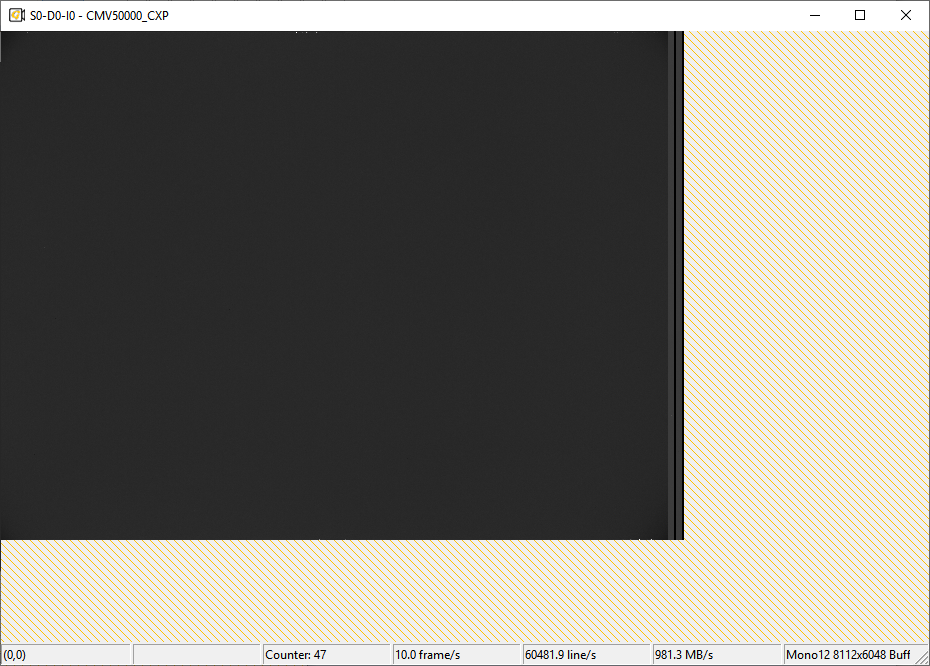 S0-D0-I0 - CMV50000_CXP
(0,0)
Counter: 47
10.0 frame/s
60481.9 line/s
981.3 MB/s
Mono12 8112x6048 Buff